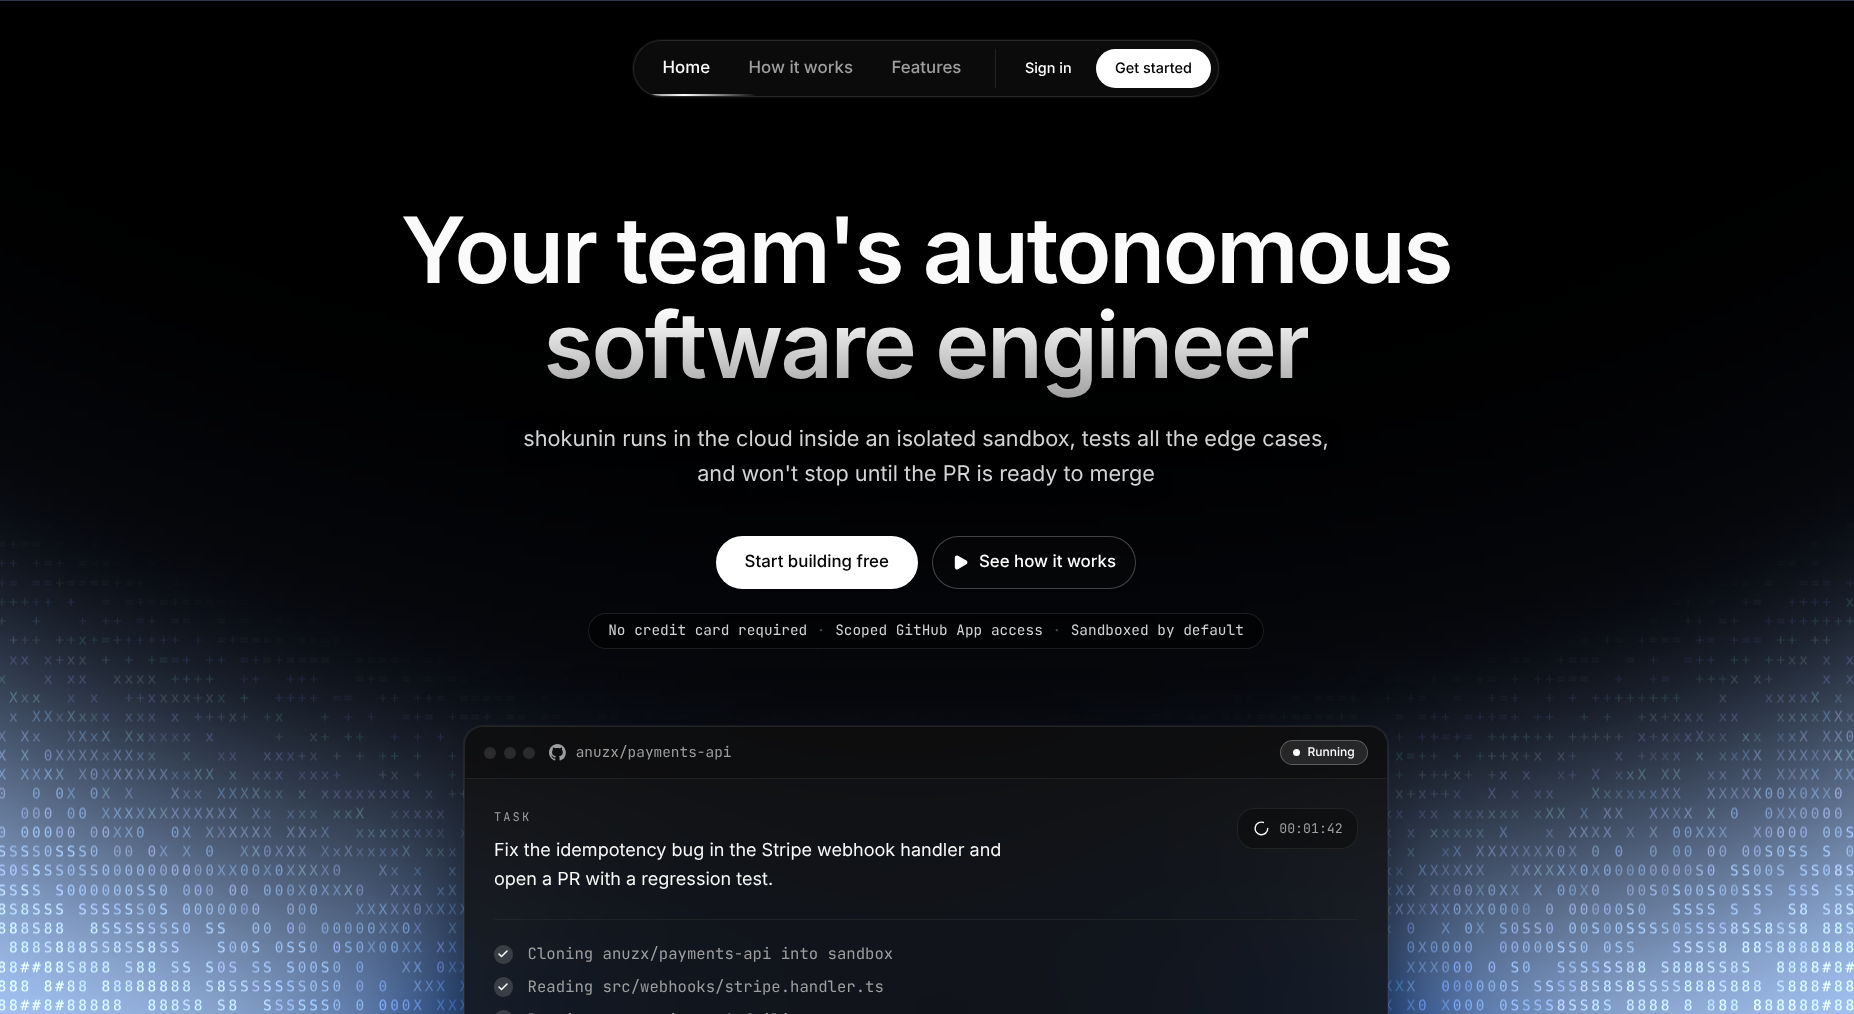 Home How it works Features Sign in Get started
Your team's autonomous
software engineer
shokunin runs in the cloud inside an isolated sandbox, tests all the edge cases,
and won't stop until the PR is ready to merge
Start building free See how it works
No credit card required · Scoped GitHub App access · Sandboxed by default
anuzx/payments-api Running
TASK
00:01:42
Fix the idempotency bug in the Stripe webhook handler and
open a PR with a regression test.
Cloning anuzx/payments-api into sandbox
Reading src/webhooks/stripe.handler.ts